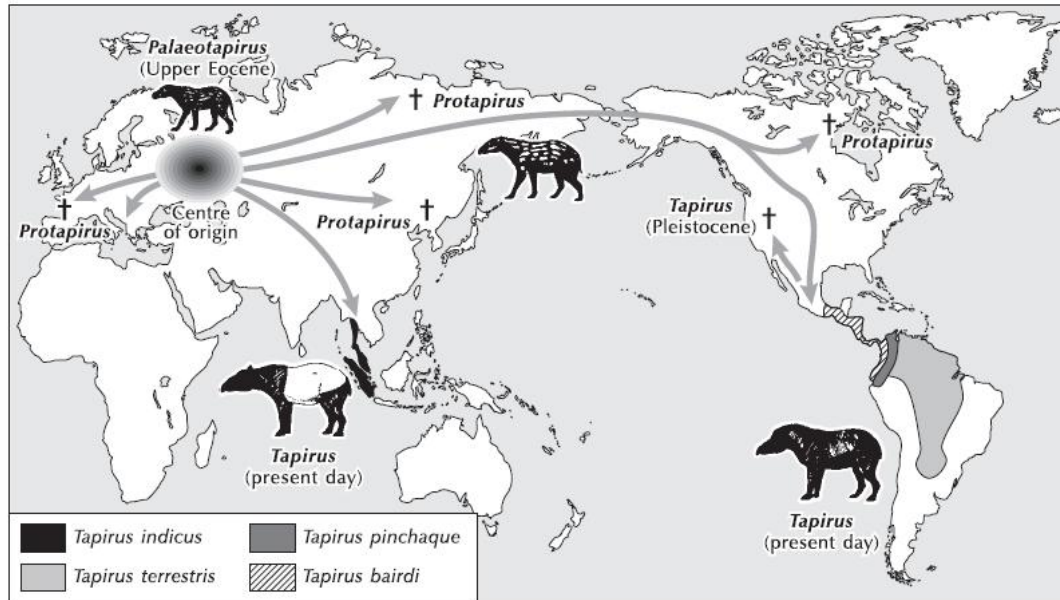 Palaeotapirus
(Upper Eocene)
† Protapirus
†
Protapirus
†
Protapirus
Centre
of origin
Protapirus †
Tapirus
(Pleistocene) †
Tapirus
(present day)
Tapirus
(present day)
Tapirus indicus
Tapirus pinchaque
Tapirus terrestris
Tapirus bairdi